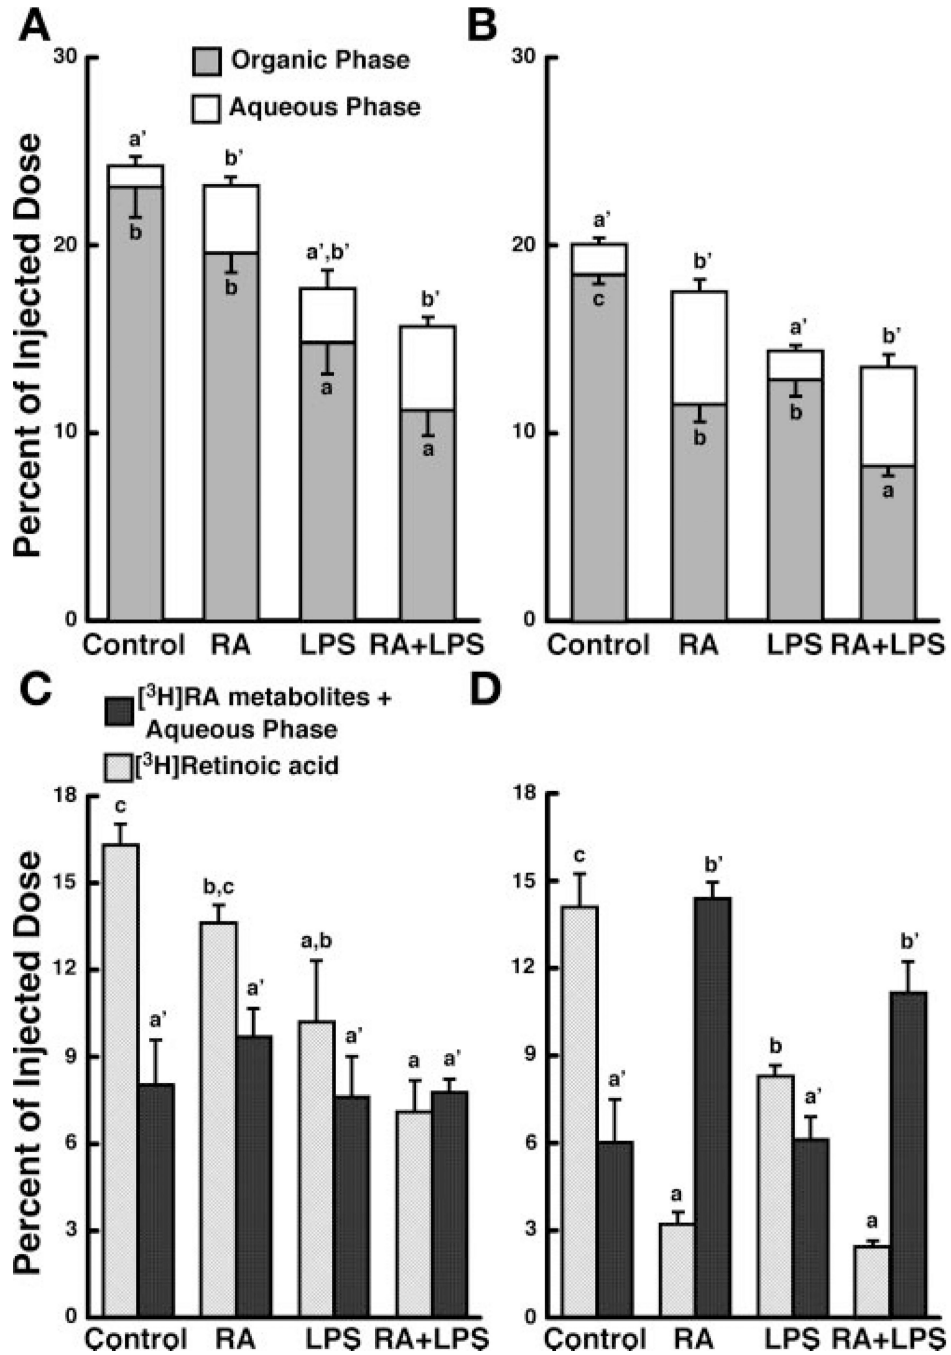 A
B
30
30
Organic Phase
Aqueous Phase
a’
b’
a’
a’,b’
b’
b’
a’
b’
20
20
b
b
c
a
b
b
a
a
10
10
0
0
Percent of Injected Dose
Control RA LPS RA+LPS
Control RA LPS RA+LPS
C
D
[³H]RA metabolites +
Aqueous Phase
[³H]Retinoic acid
18
18
c
c
b’
b,c
15
15
a,b
b’
12
12
a’
a’
a’
a
a’
b
a’
a’
9
9
6
6
a
a
3
3
0
0
Percent of Injected Dose
Control RA LPS RA+LPS
Control RA LPS RA+LPS